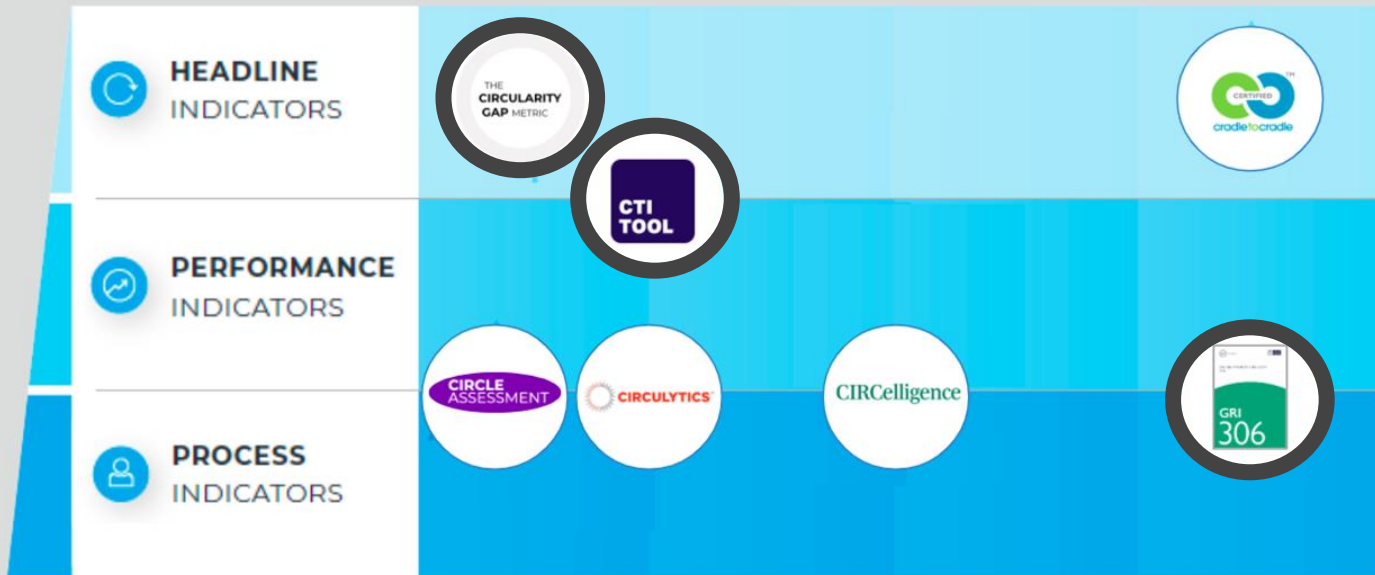 HEADLINE
INDICATORS
THE
CIRCULARITY
GAP METRIC
CERTIFIED
TM
cradletocradle
CTI
TOOL
PERFORMANCE
INDICATORS
CIRCLE
ASSESSMENT
CIRCULYTICS
CIRCelligence
GRI
306
PROCESS
INDICATORS